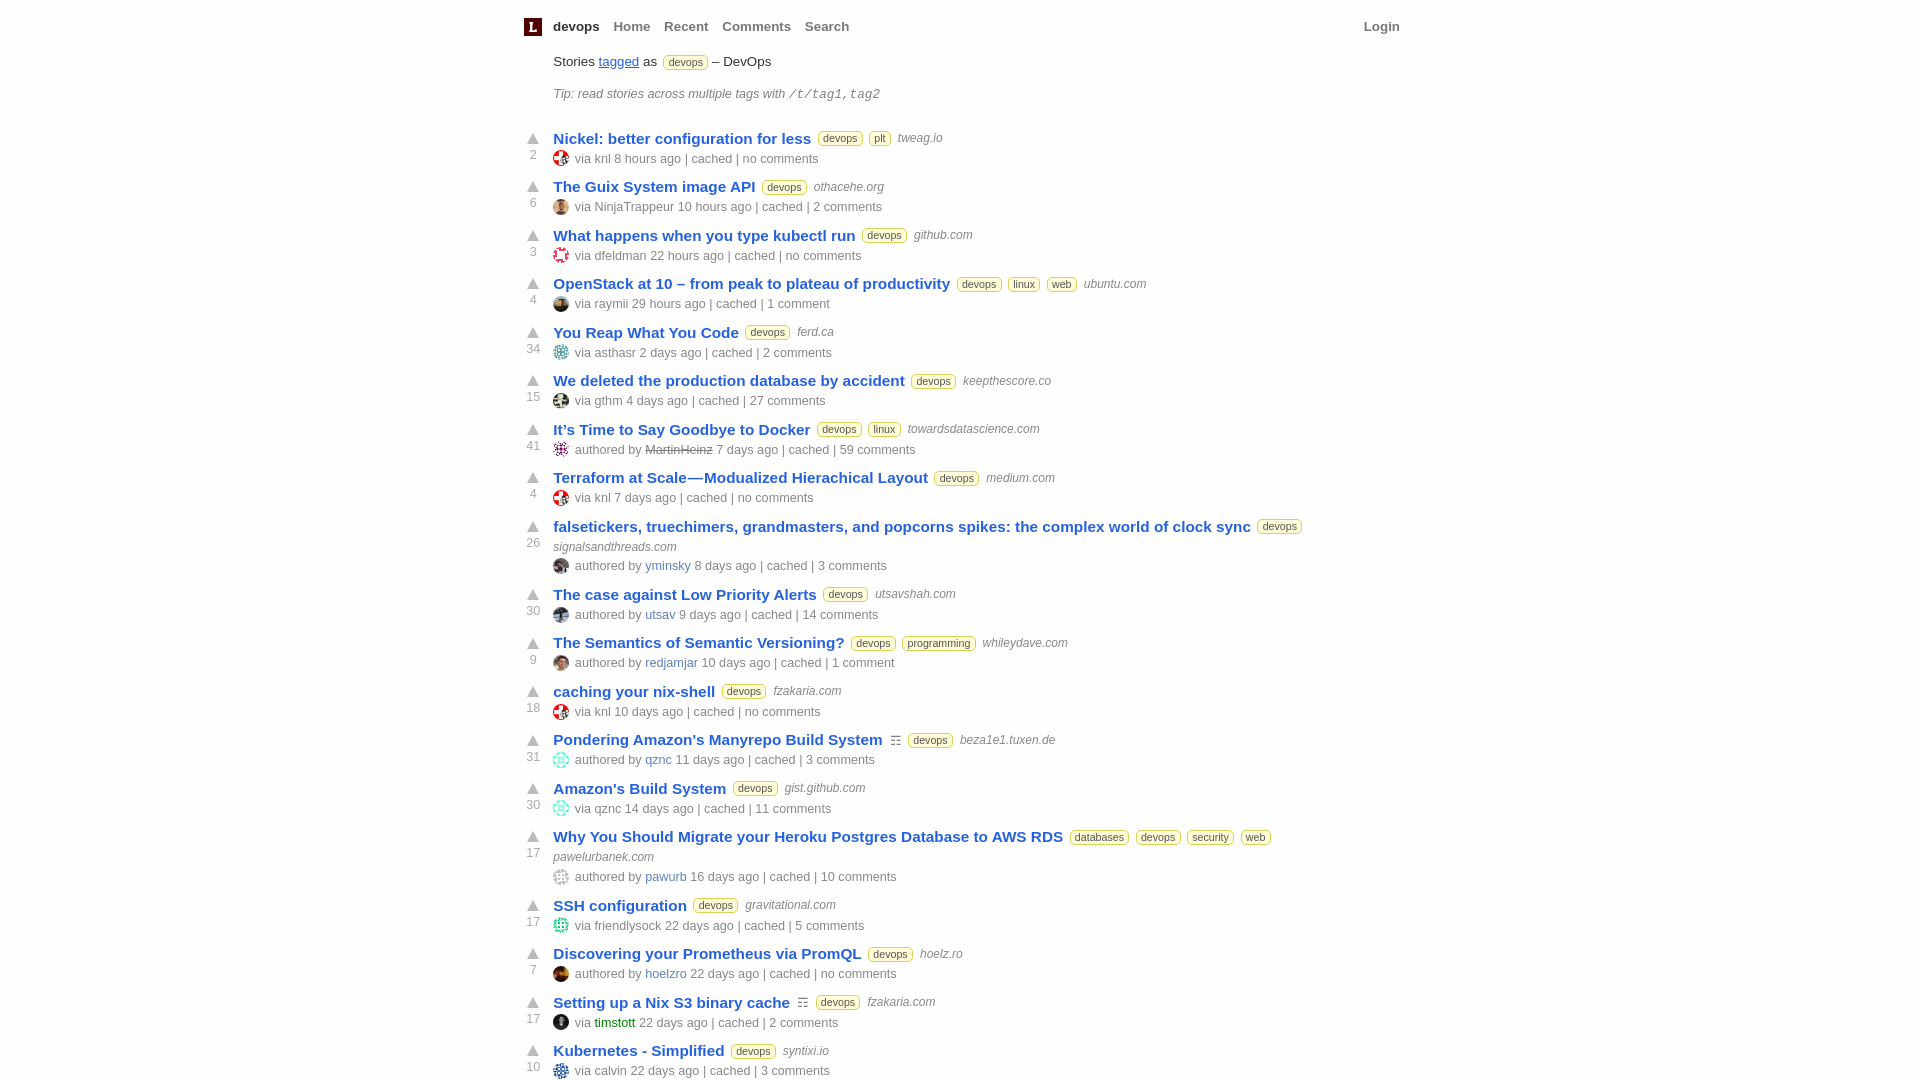 L devops Home Recent Comments Search Login
Stories tagged as devops – DevOps
Tip: read stories across multiple tags with /t/tag1,tag2
Nickel: better configuration for less devops plt tweag.io
2 via knl 8 hours ago | cached | no comments
The Guix System image API devops othacehe.org
6 via NinjaTrappeur 10 hours ago | cached | 2 comments
What happens when you type kubectl run devops github.com
3 via dfeldman 22 hours ago | cached | no comments
OpenStack at 10 – from peak to plateau of productivity devops linux web ubuntu.com
4 via raymii 29 hours ago | cached | 1 comment
You Reap What You Code devops ferd.ca
34 via asthasr 2 days ago | cached | 2 comments
We deleted the production database by accident devops keepthescore.co
15 via gthm 4 days ago | cached | 27 comments
It’s Time to Say Goodbye to Docker devops linux towardsdatascience.com
41 authored by MartinHeinz 7 days ago | cached | 59 comments
Terraform at Scale — Modualized Hierachical Layout devops medium.com
4 via knl 7 days ago | cached | no comments
falsetickers, truechimers, grandmasters, and popcorns spikes: the complex world of clock sync devops
26 signalsandthreads.com
authored by yminsky 8 days ago | cached | 3 comments
The case against Low Priority Alerts devops utsavshah.com
30 authored by utsav 9 days ago | cached | 14 comments
The Semantics of Semantic Versioning? devops programming whileydave.com
9 authored by redjamjar 10 days ago | cached | 1 comment
caching your nix-shell devops fzakaria.com
18 via knl 10 days ago | cached | no comments
Pondering Amazon's Manyrepo Build System ☶ devops beza1e1.tuxen.de
31 authored by qznc 11 days ago | cached | 3 comments
Amazon's Build System devops gist.github.com
30 via qznc 14 days ago | cached | 11 comments
Why You Should Migrate your Heroku Postgres Database to AWS RDS databases devops security web
17 pawelurbanek.com
authored by pawurb 16 days ago | cached | 10 comments
SSH configuration devops gravitational.com
17 via friendlysock 22 days ago | cached | 5 comments
Discovering your Prometheus via PromQL devops hoelz.ro
7 authored by hoelzro 22 days ago | cached | no comments
Setting up a Nix S3 binary cache ☶ devops fzakaria.com
17 via timstott 22 days ago | cached | 2 comments
Kubernetes - Simplified devops syntixi.io
10 via calvin 22 days ago | cached | 3 comments